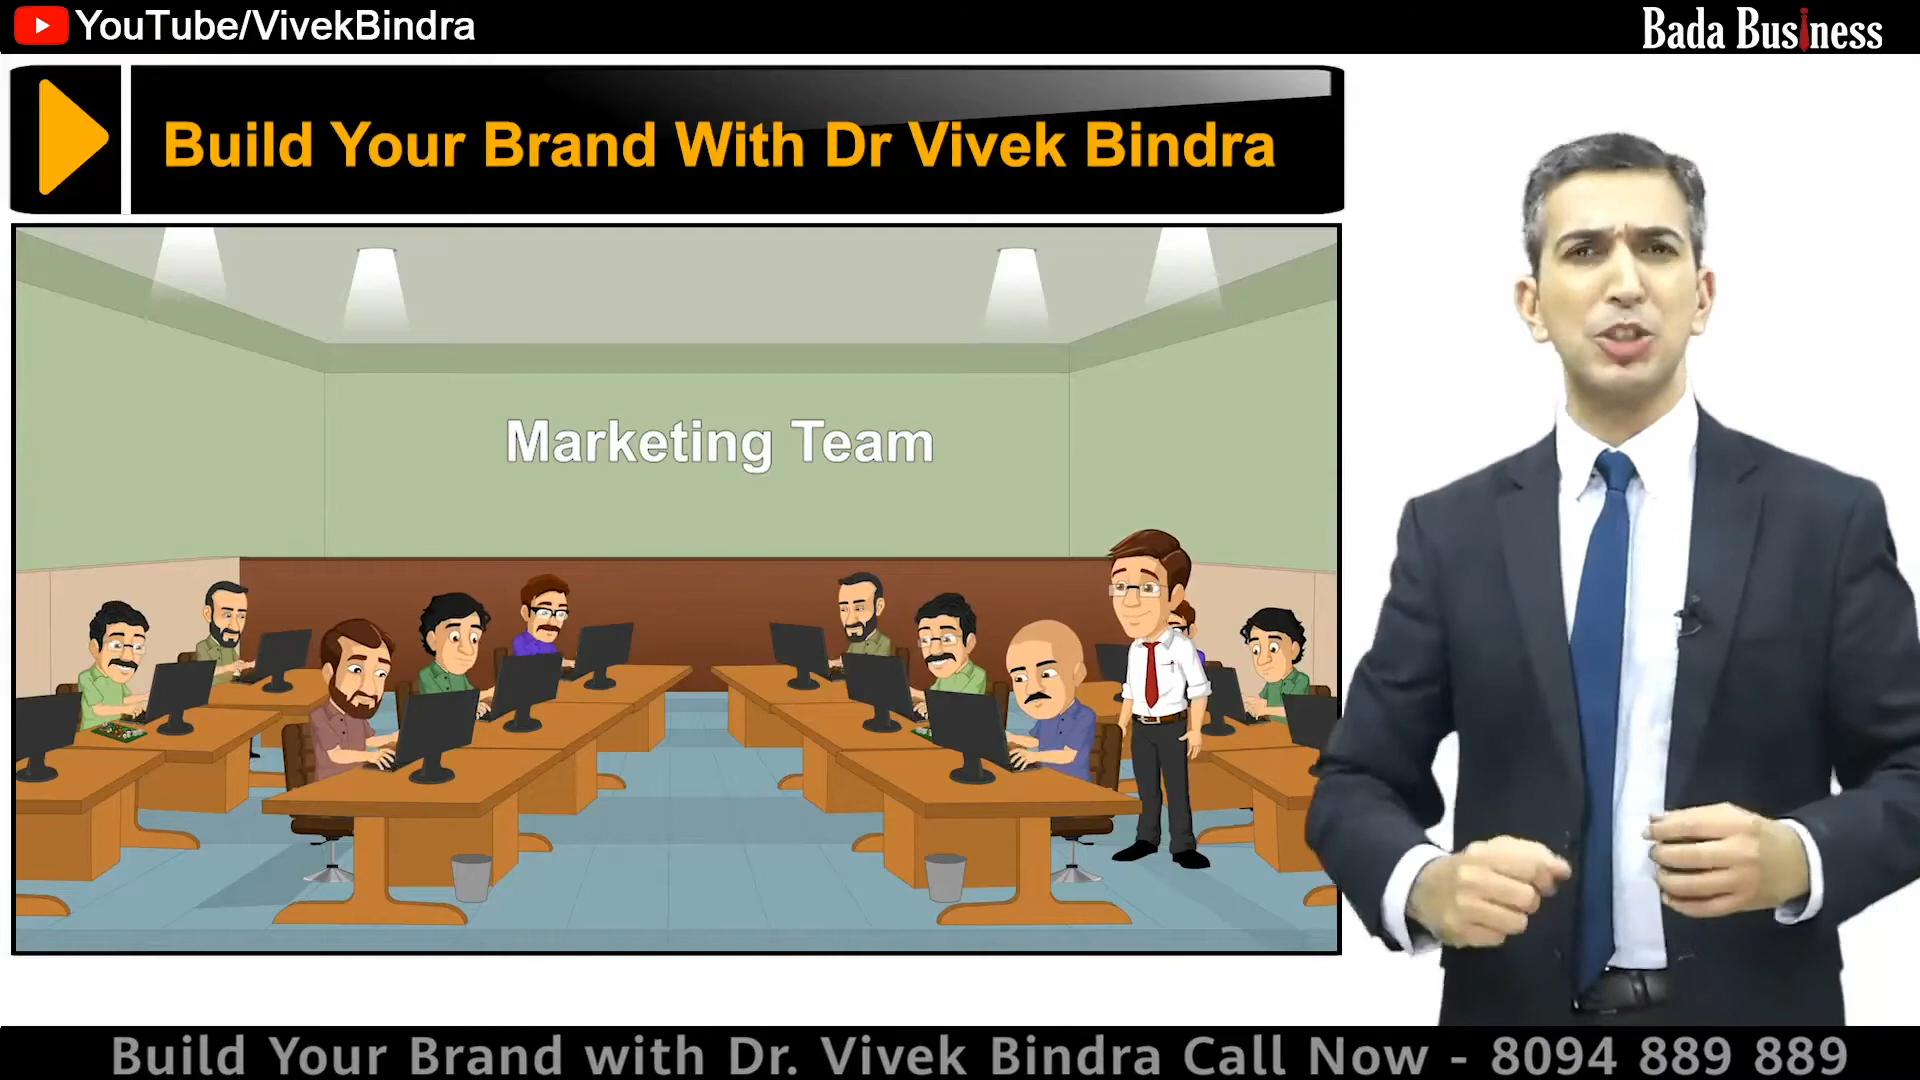 YouTube/VivekBindra
Bada Business
Build Your Brand With Dr Vivek Bindra
Marketing Team
Build Your Brand with Dr. Vivek Bindra Call Now - 8094 889 889